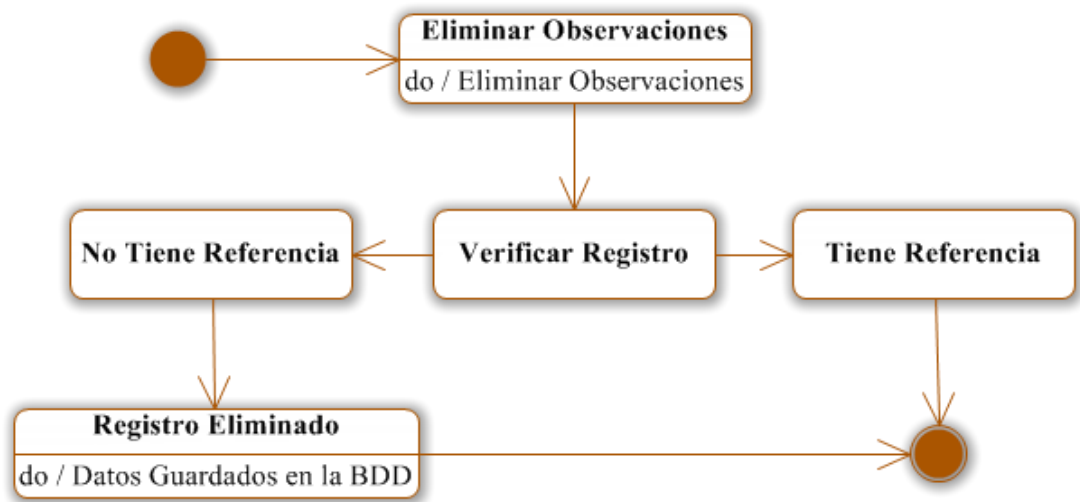 Eliminar Observaciones
do / Eliminar Observaciones
No Tiene Referencia
Verificar Registro
Tiene Referencia
Registro Eliminado
do / Datos Guardados en la BDD